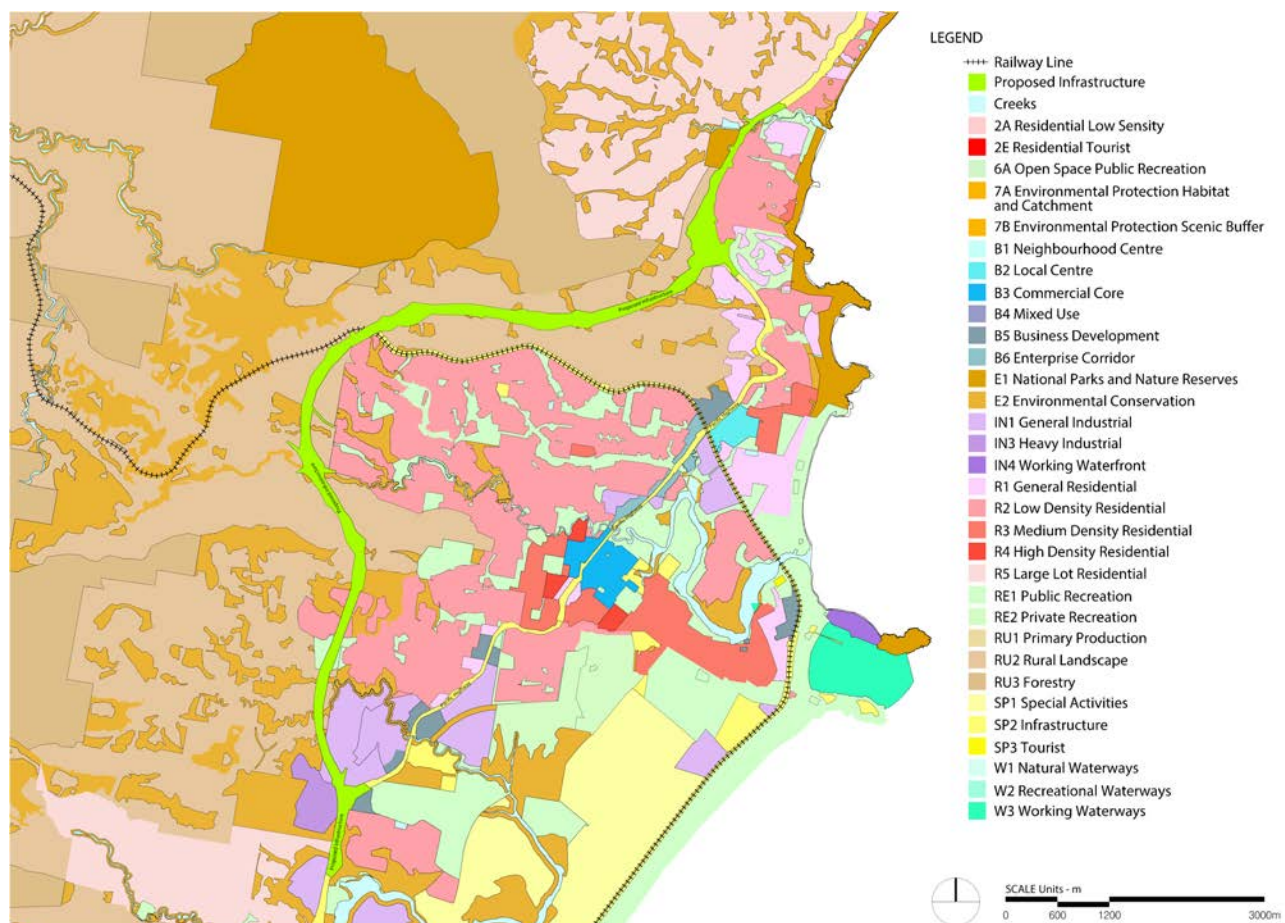 LEGEND
Railway Line
Proposed Infrastructure
Creeks
2A Residential Low Sensity
2E Residential Tourist
6A Open Space Public Recreation
7A Environmental Protection Habitat
and Catchment
7B Environmental Protection Scenic Buffer
B1 Neighbourhood Centre
B2 Local Centre
B3 Commercial Core
B4 Mixed Use
B5 Business Development
B6 Enterprise Corridor
E1 National Parks and Nature Reserves
E2 Environmental Conservation
IN1 General Industrial
IN3 Heavy Industrial
IN4 Working Waterfront
R1 General Residential
R2 Low Density Residential
R3 Medium Density Residential
R4 High Density Residential
R5 Large Lot Residential
RE1 Public Recreation
RE2 Private Recreation
RU1 Primary Production
RU2 Rural Landscape
RU3 Forestry
SP1 Special Activities
SP2 Infrastructure
SP3 Tourist
W1 Natural Waterways
W2 Recreational Waterways
W3 Working Waterways
SCALE Units - m
0 600 1200 3000m
Proposed Infrastructure
Proposed Infrastructure
Proposed Infrastructure